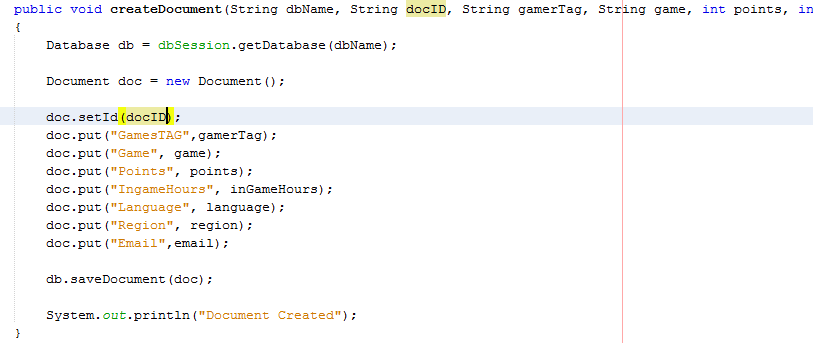 public void createDocument(String dbName, String docID, String gamerTag, String game, int points, in
{
Database db = dbSession.getDatabase(dbName);
Document doc = new Document();
doc.setId(docID);
doc.put("GamesTAG",gamerTag);
doc.put("Game", game);
doc.put("Points", points);
doc.put("IngameHours", inGameHours);
doc.put("Language", language);
doc.put("Region", region);
doc.put("Email",email);
db.saveDocument(doc);
System.out.println("Document Created");
}